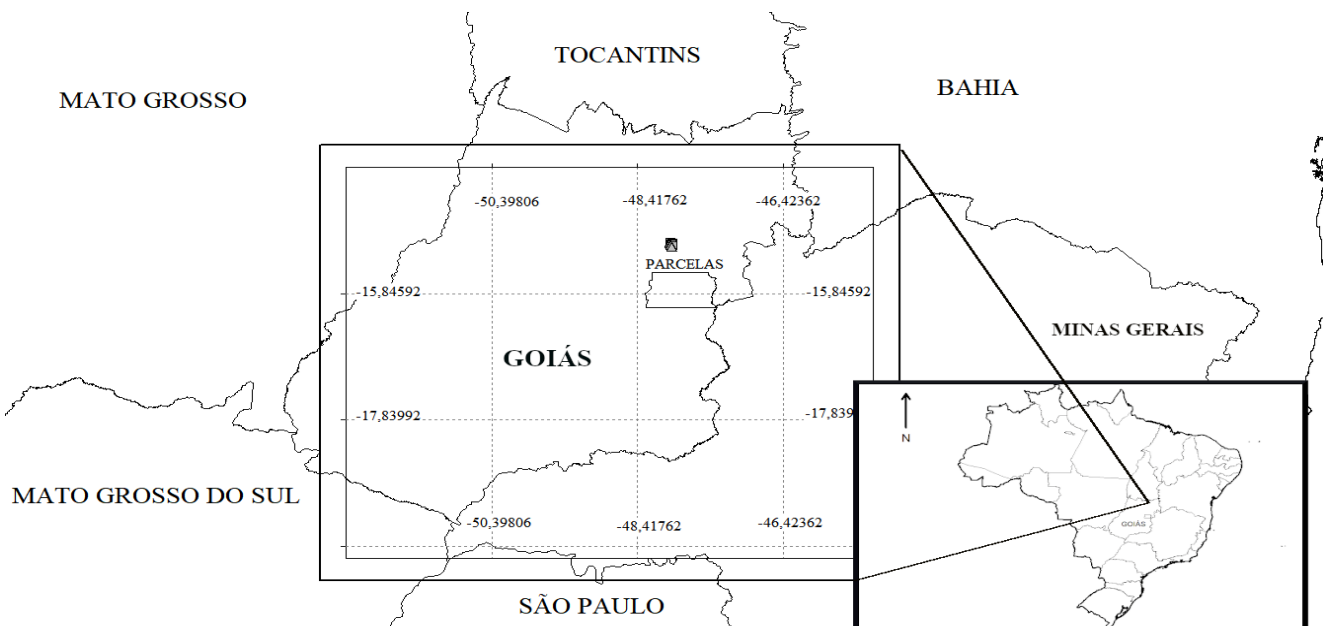 TOCANTINS
BAHIA
MATO GROSSO
-50,39806
-48,41762
-46,42362
PARCELAS
-15,84592
-15,84592
MINAS GERAIS
GOIÁS
-17,83992
-17,839
N
MATO GROSSO DO SUL
-50,39806
-48,41762
-46,42362
GOIÁS
SÃO PAULO